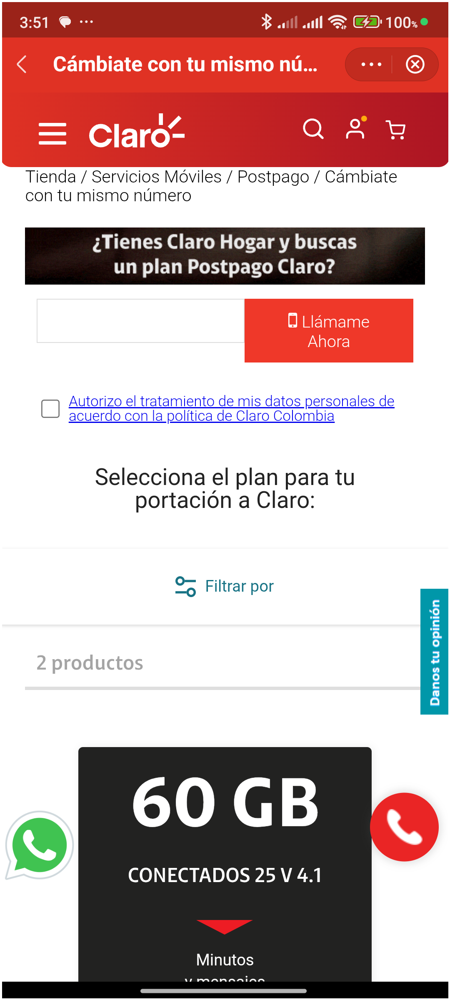 3:51
100%
Cámbiate con tu mismo nú...
Claro
Tienda / Servicios Móviles / Postpago / Cámbiate
con tu mismo número
¿Tienes Claro Hogar y buscas
un plan Postpago Claro?
Llámame
Ahora
Autorizo el tratamiento de mis datos personales de
acuerdo con la política de Claro Colombia
Selecciona el plan para tu
portación a Claro:
Filtrar por
Danos tu opinión
2 productos
60 GB
CONECTADOS 25 V 4.1
Minutos
y mensajes